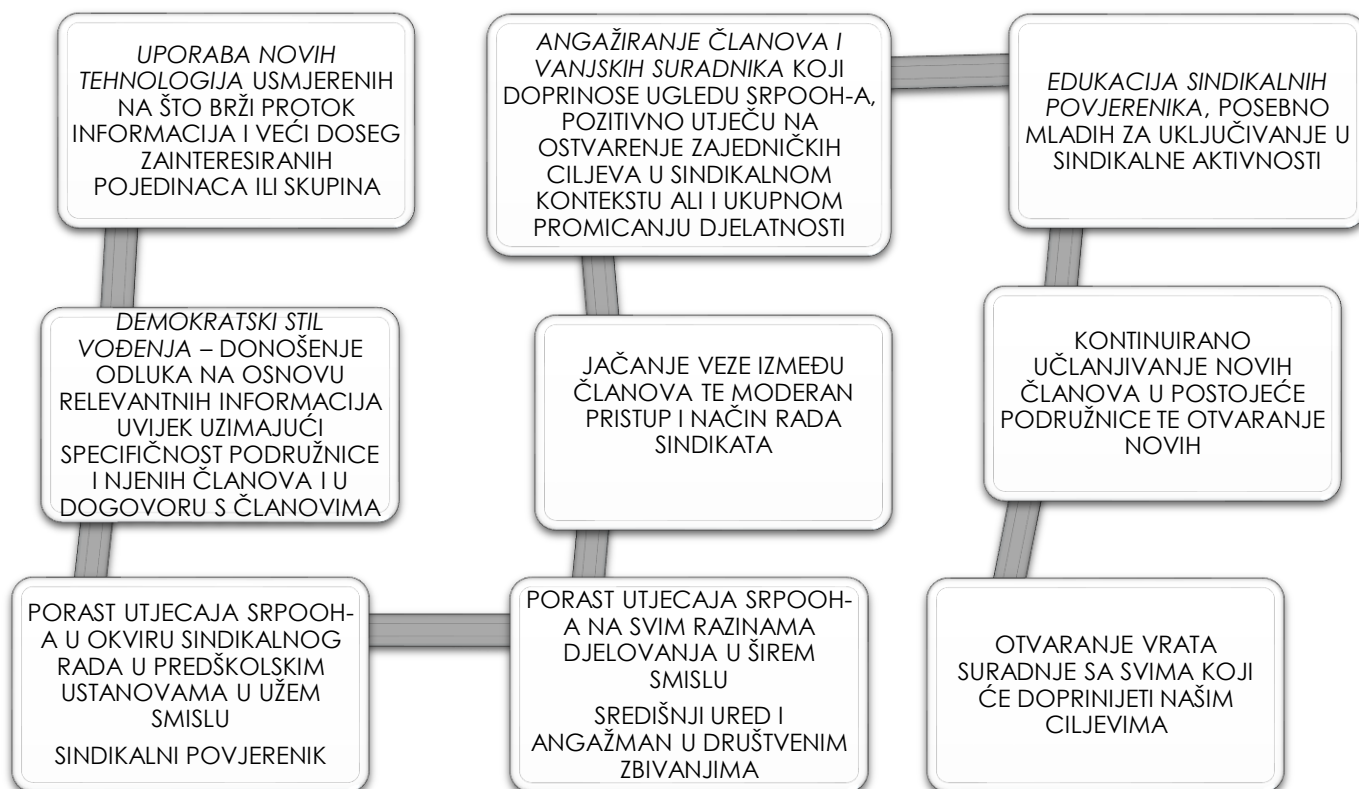 UPORABA NOVIH
TEHNOLOGIJA USMJERENIH
NA ŠTO BRŽI PROTOK
INFORMACIJA I VEĆI DOSEG
ZAINTERESIRANIH
POJEDINACA ILI SKUPINA
DEMOKRATSKI STIL
VOĐENJA – DONOŠENJE
ODLUKA NA OSNOVU
RELEVANTNIH INFORMACIJA
UVIJEK UZIMAJUĆI
SPECIFIČNOST PODRUŽNICE
I NJENIH ČLANOVA I U
DOGOVORU S ČLANOVIMA
PORAST UTJECAJA SRPOOH-
A U OKVIRU SINDIKALNOG
RADA U PREDŠKOLSKIM
USTANOVAMA U UŽEM
SMISLU
SINDIKALNI POVJERENIK
PORAST UTJECAJA SRPOOH-
A NA SVIM RAZINAMA
DJELOVANJA U ŠIREM
SMISLU
SREDIŠNJI URED I
ANGAŽMAN U DRUŠTVENIM
ZBIVANJIMA
JAČANJE VEZE IZMEĐU
ČLANOVA TE MODERAN
PRISTUP I NAČIN RADA
SINDIKATA
ANGAŽIRANJE ČLANOVA I
VANJSKIH SURADNIKA KOJI
DOPRINOSE UGLEDU SRPOOH-A,
POZITIVNO UTJEČU NA
OSTVARENJE ZAJEDNIČKIH
CILJEVA U SINDIKALNOM
KONTEKSTU ALI I UKUPNOM
PROMICANJU DJELATNOSTI
EDUKACIJA SINDIKALNIH
POVJERENIKA, POSEBNO
MLADIH ZA UKLJUČIVANJE U
SINDIKALNE AKTIVNOSTI
KONTINUIRANO
UČLANJIVANJE NOVIH
ČLANOVA U POSTOJEĆE
PODRUŽNICE TE OTVARANJE
NOVIH
OTVARANJE VRATA
SURADNJE SA SVIMA KOJI
ĆE DOPRINIJETI NAŠIM
CILJEVIMA